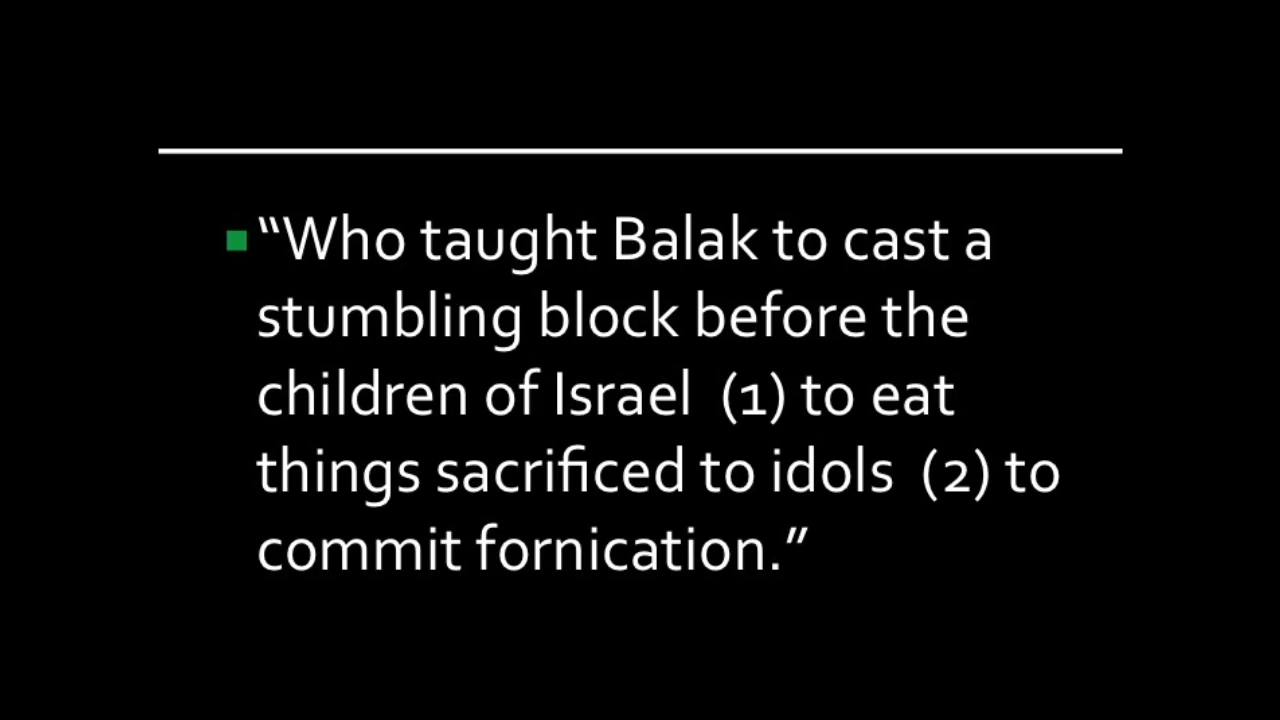 “Who taught Balak to cast a
stumbling block before the
children of Israel  (1) to eat
things sacrificed to idols  (2) to
commit fornication.”